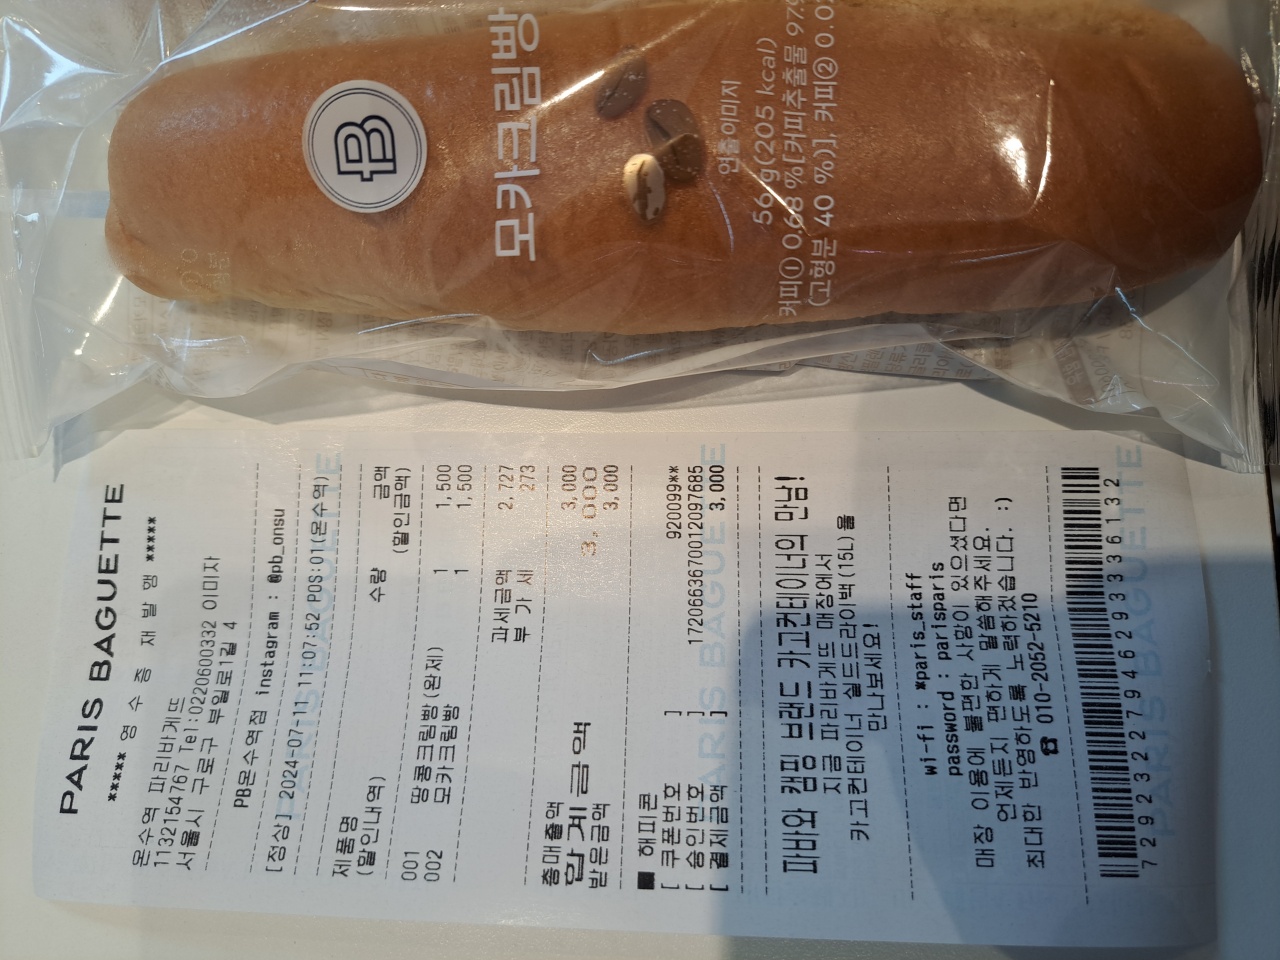 B
모카크림빵
연출이미지
56 g(205 kcal)
커피① 0.68 %[커피추출물 97.
(고형분 40 %)], 커피② 0.0
PARIS BAGUETTE
***** 영 수 증 재 발 행 *****
온수역 파리바게뜨
1132154767 Tel:0220600332 이미자
서울시 구로구 부일로1길 4
PB온수역점 instagram : @pb_onsu
[정상] 2024-07-11 11:07:52 POS:01(온수역)
제품명 수량 금액
(할인내역) (할인금액)
001 땅콩크림빵(완제) 1 1,500
002 모카크림빵 1 1,500
과세금액 2,727
부 가 세 273
총매출액 3,000
합 계 금 액 3,000
받은금액 3,000
■ 해피콘
[ 쿠폰번호 ] 920099**
[ 승인번호 ] 17206636700120976​85
[ 결제금액 ] 3,000
파바와 캠핑 브랜드 카고컨테이너의 만남!
지금 파리바게뜨 매장에서
카고컨테이너 실드드라이백(15L)을
만나보세요!
wi-fi : *paris_staff
password : parisparis
매장 이용에 불편한 사항이 있으셨다면
언제든지 편하게 말씀해주세요.
최대한 반영하도록 노력하겠습니다. :)
☎ 010-2052-5210
7292322794629333​6132
PARIS BAGUETTE
PARIS BAGUETTE
PARIS BAGUETTE